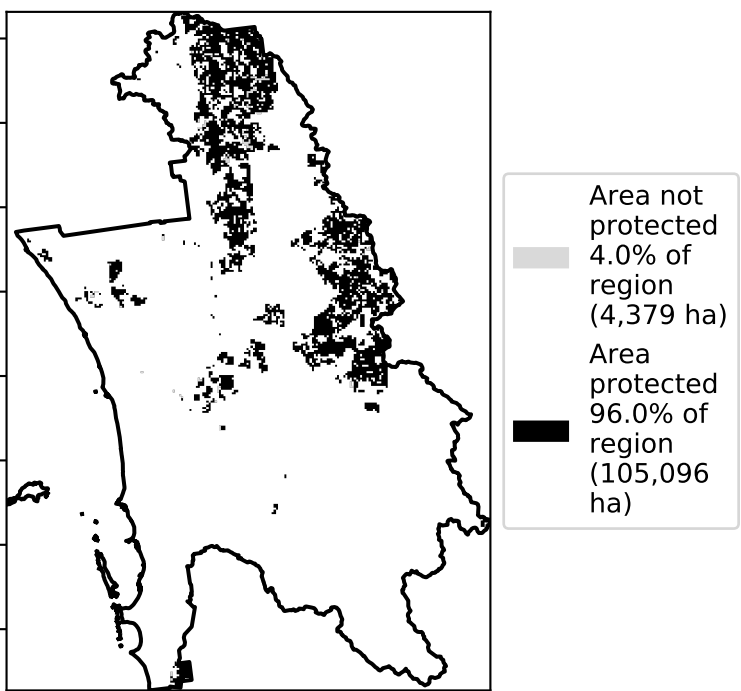 Area not
protected
4.0% of
region
(4,379 ha)
Area
protected
96.0% of
region
(105,096
ha)